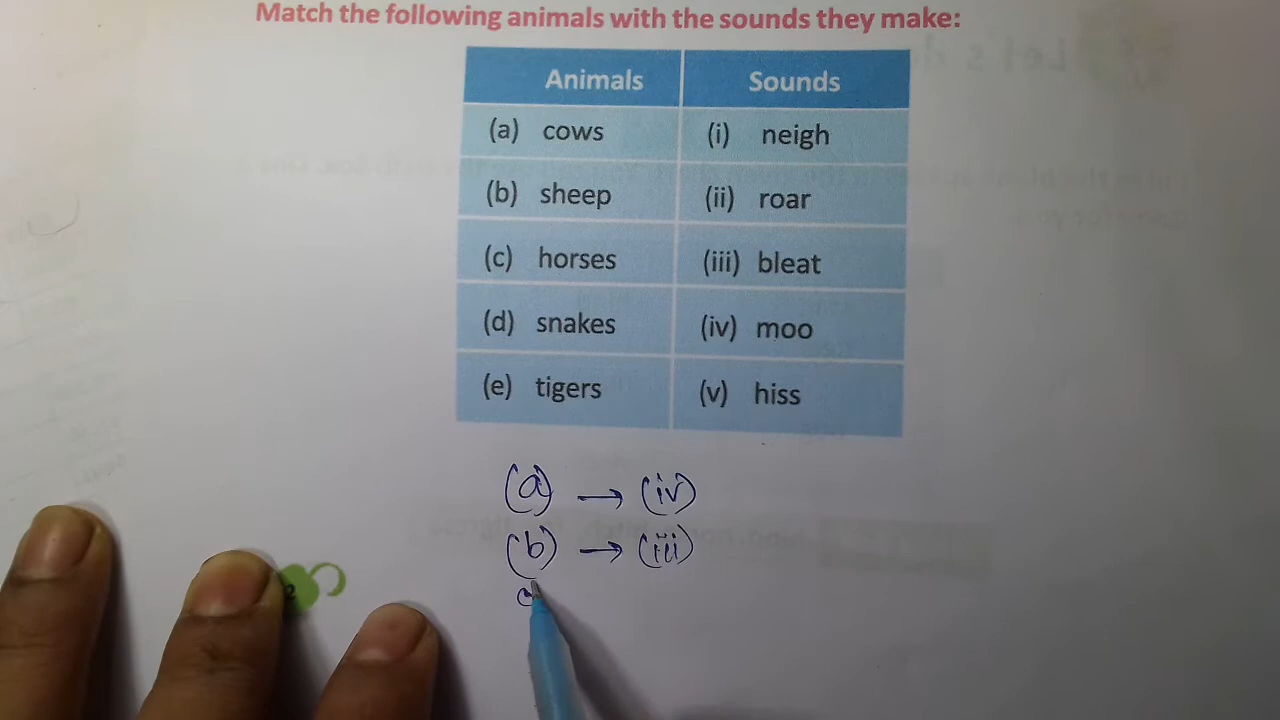 Match the following animals with the sounds they make:
Animals Sounds
(a) cows (i) neigh
(b) sheep (ii) roar
(c) horses (iii) bleat
(d) snakes (iv) moo
(e) tigers (v) hiss
(a) → (iv)
(b) → (iii)